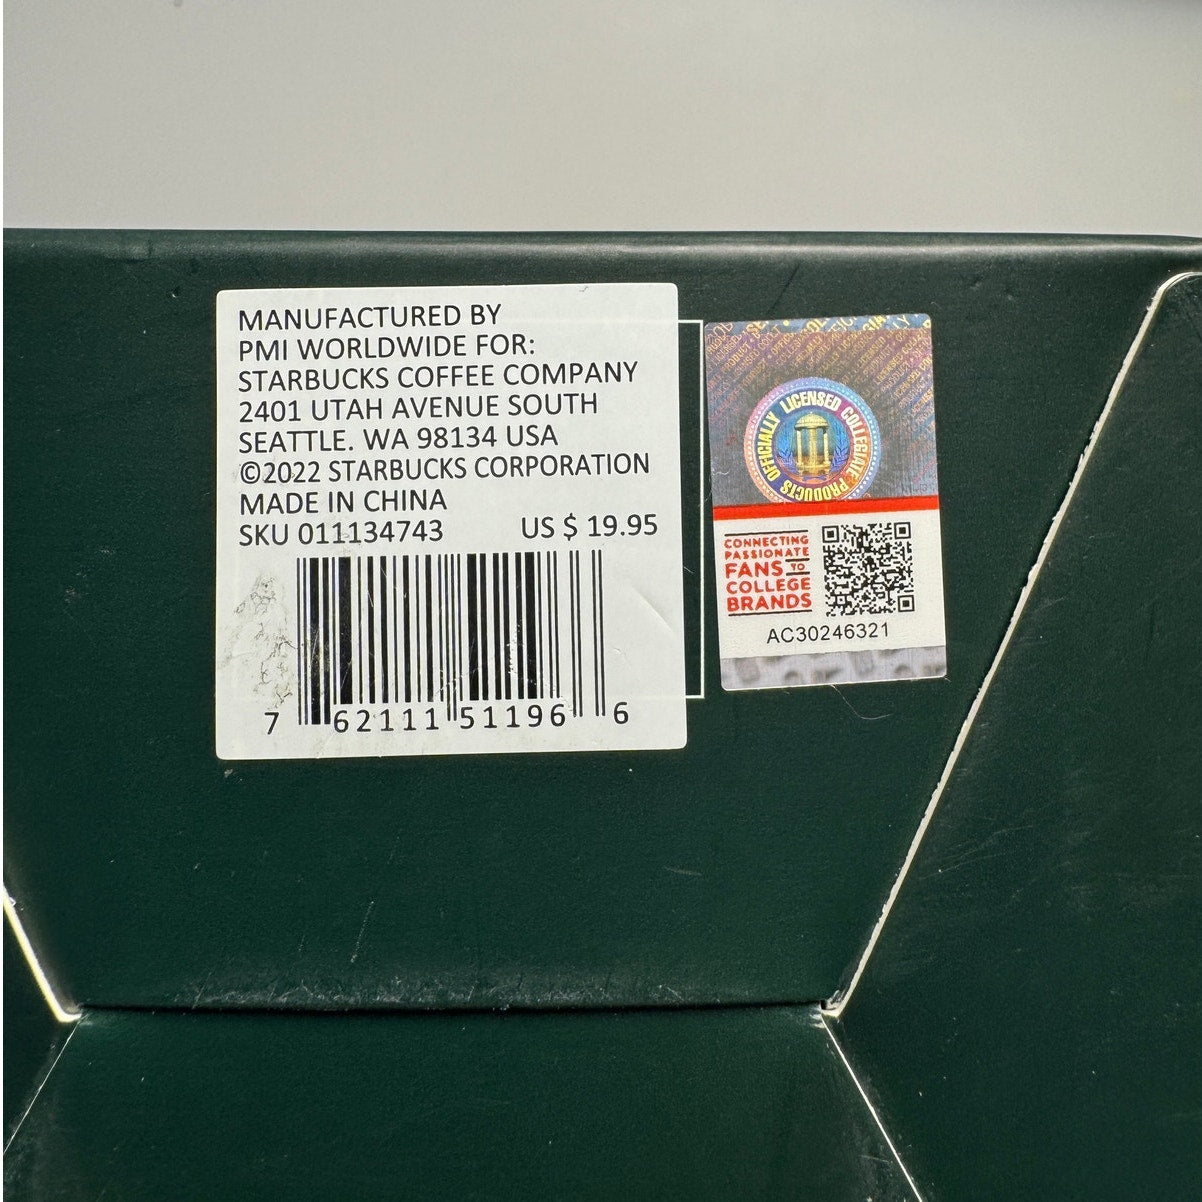 MANUFACTURED BY
PMI WORLDWIDE FOR:
STARBUCKS COFFEE COMPANY
2401 UTAH AVENUE SOUTH
SEATTLE. WA 98134 USA
©2022 STARBUCKS CORPORATION
MADE IN CHINA
SKU 011134743 US $ 19.95
7 62111 51196 6
OFFICIALLY LICENSED COLLEGIATE PRODUCTS
CONNECTING
PASSIONATE
FANS TO
COLLEGE
BRANDS
AC30246321